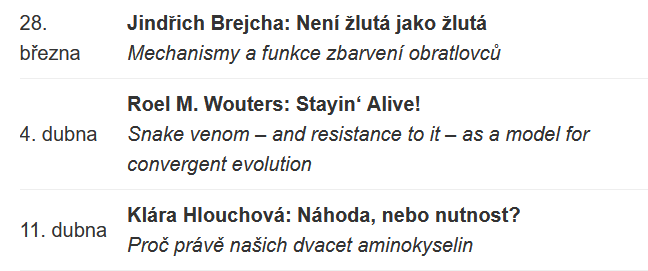 28. března
Jindřich Brejcha: Není žlutá jako žlutá
Mechanismy a funkce zbarvení obratlovců
4. dubna
Roel M. Wouters: Stayin‘ Alive!
Snake venom – and resistance to it – as a model for
convergent evolution
11. dubna
Klára Hlouchová: Náhoda, nebo nutnost?
Proč právě našich dvacet aminokyselin